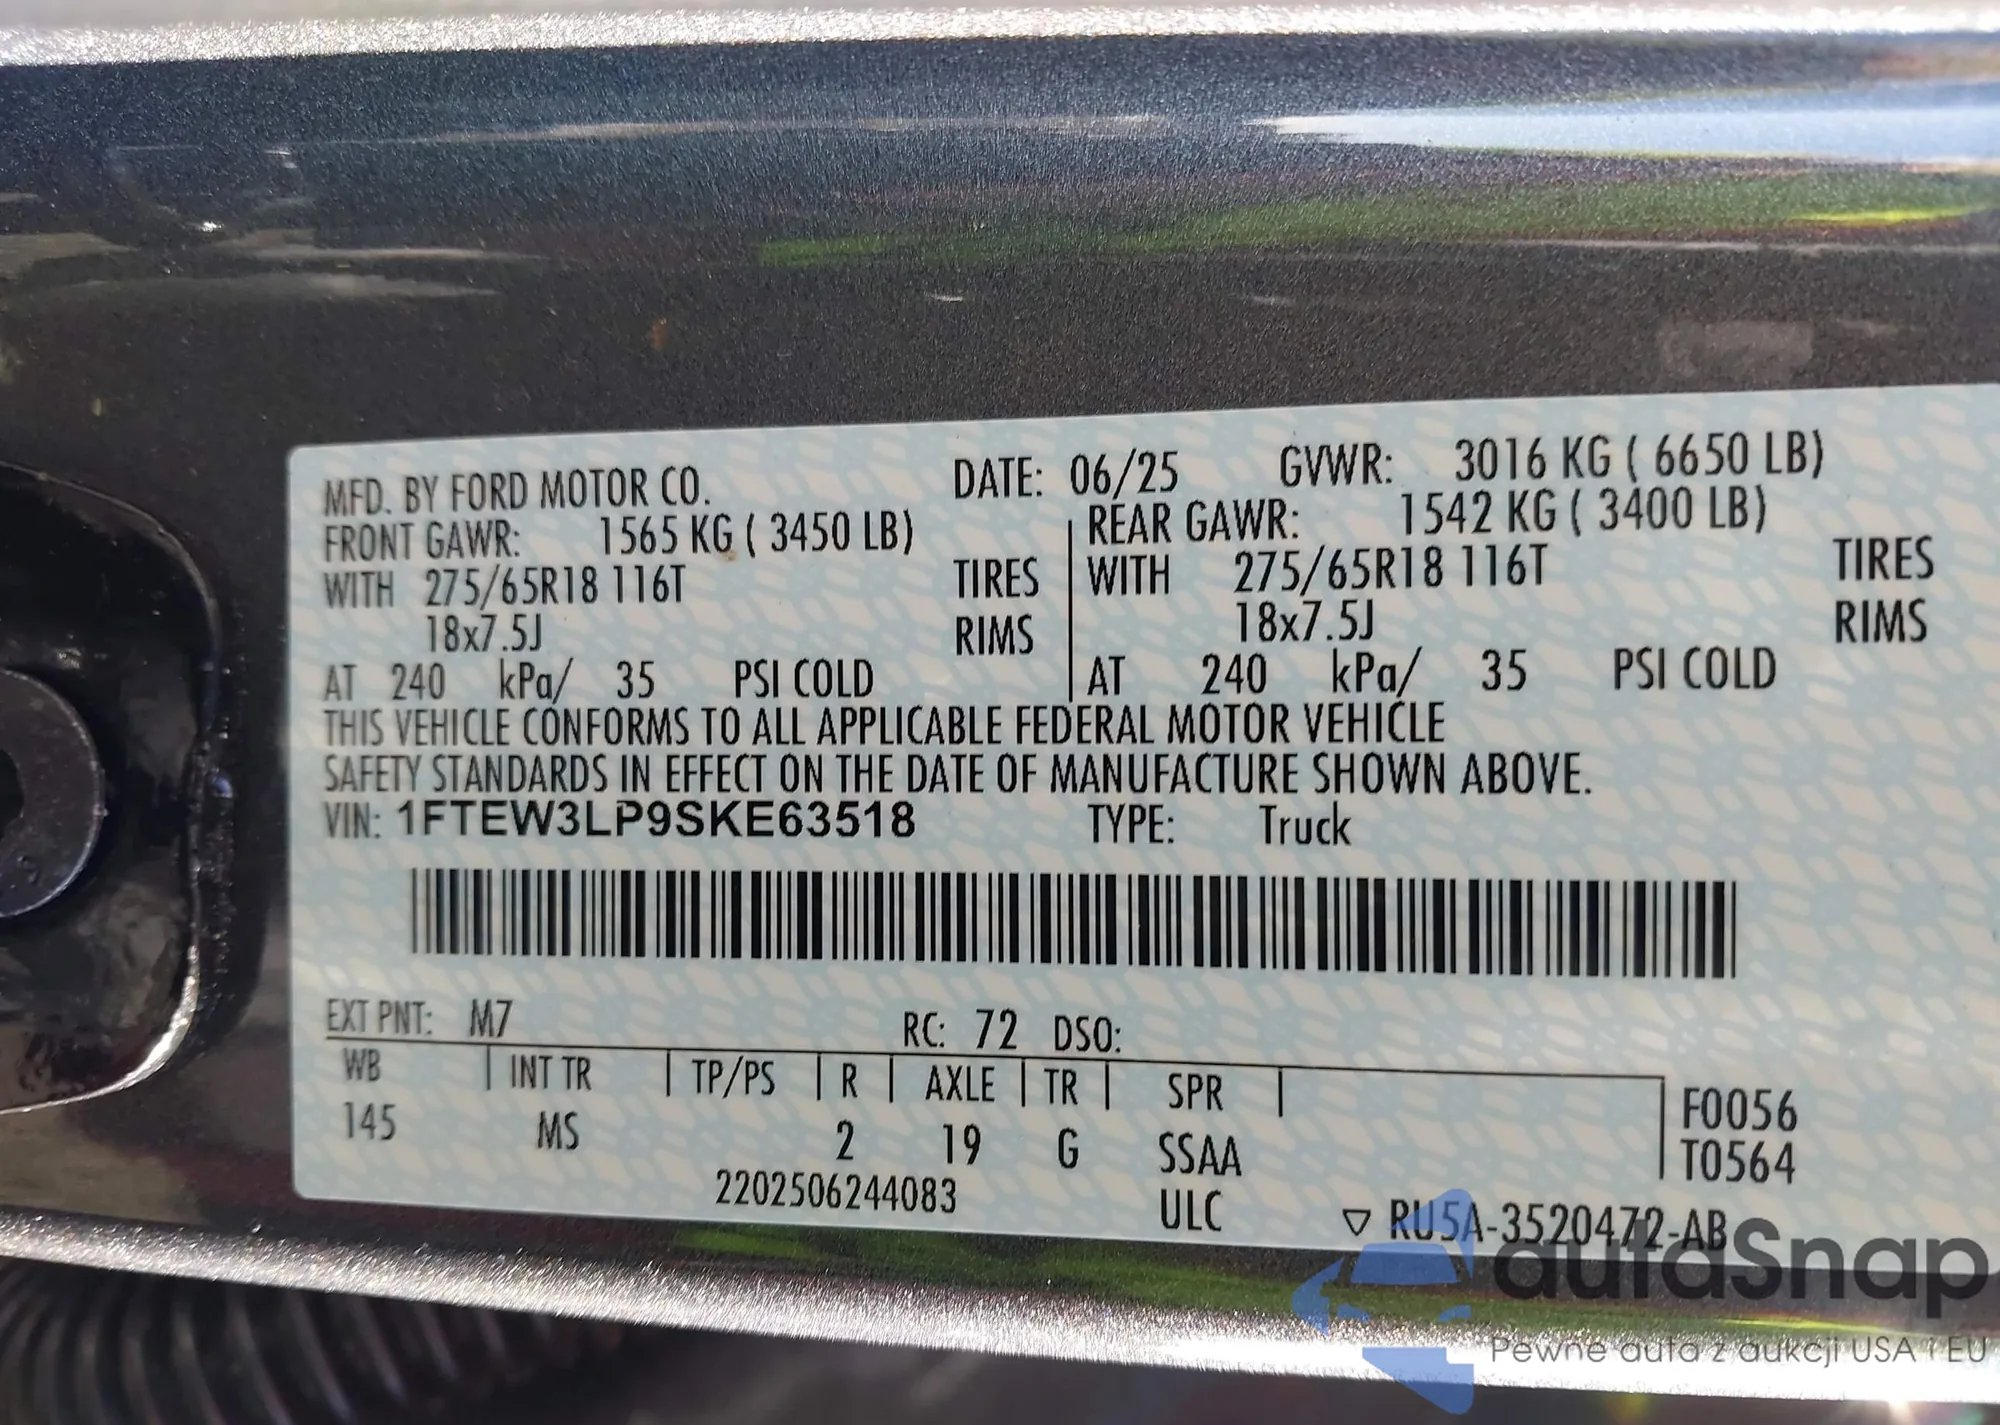 MFD. BY FORD MOTOR CO. DATE: 06/25 GVWR: 3016 KG ( 6650 LB)
FRONT GAWR: 1565 KG ( 3450 LB) REAR GAWR: 1542 KG ( 3400 LB)
WITH 275/65R18 116T TIRES WITH 275/65R18 116T TIRES
18x7.5J RIMS 18x7.5J RIMS
AT 240 kPa/ 35 PSI COLD AT 240 kPa/ 35 PSI COLD
THIS VEHICLE CONFORMS TO ALL APPLICABLE FEDERAL MOTOR VEHICLE
SAFETY STANDARDS IN EFFECT ON THE DATE OF MANUFACTURE SHOWN ABOVE.
VIN: 1FTEW3LP9SKE63518 TYPE: Truck
EXT PNT: M7 RC: 72 DSO:
WB INT TR TP/PS R AXLE TR SPR
145 MS 2 19 G SSAA
F0056
T0564
2202506244083 ULC ▽ RU5A-3520472-AB
autoSnap
Pewne auta z aukcji USA i EU